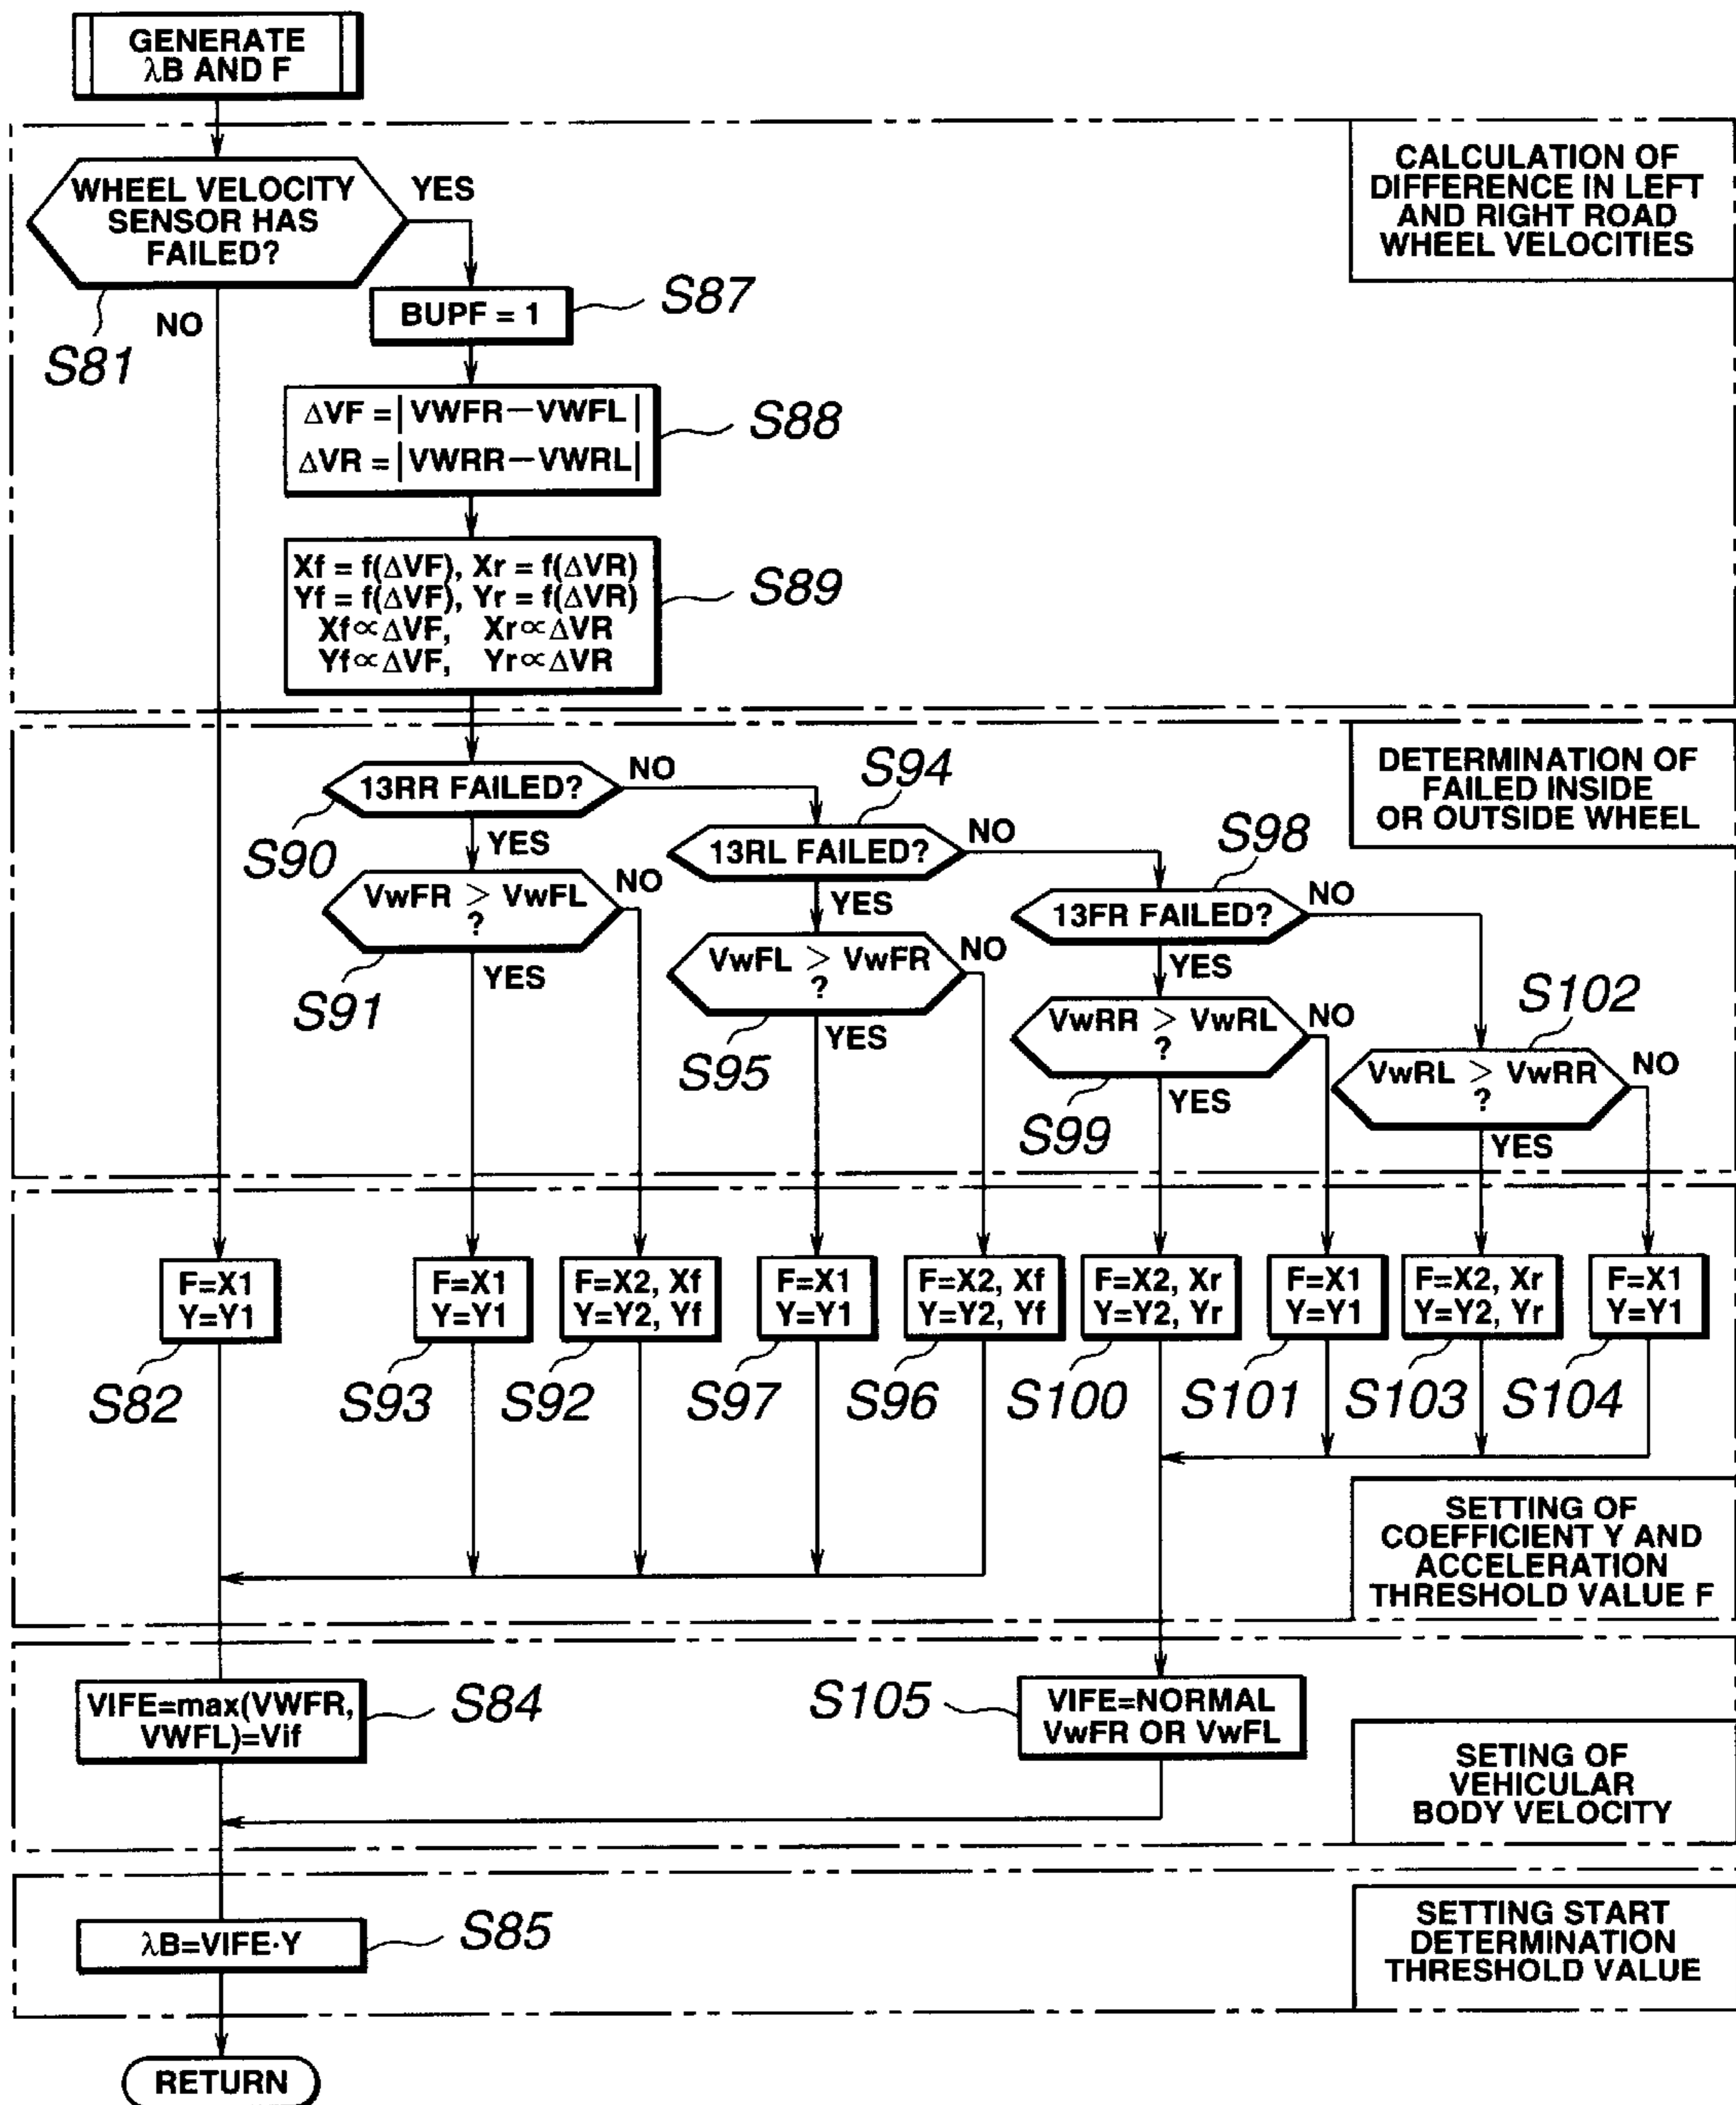 GENERATE
λB AND F
CALCULATION OF
DIFFERENCE IN LEFT
AND RIGHT ROAD
WHEEL VELOCITIES
WHEEL VELOCITY
SENSOR HAS
FAILED?
YES
NO
S81
BUPF = 1
S87
ΔVF = |VWFR−VWFL|
ΔVR = |VWRR−VWRL|
S88
Xf = f(ΔVF), Xr = f(ΔVR)
Yf = f(ΔVF), Yr = f(ΔVR)
Xf∝ΔVF, Xr∝ΔVR
Yf∝ΔVF, Yr∝ΔVR
S89
DETERMINATION OF
FAILED INSIDE
OR OUTSIDE WHEEL
13RR FAILED?
NO
YES
S90
VwFR > VwFL
?
NO
YES
S91
S94
13RL FAILED?
NO
YES
VwFL > VwFR
?
NO
YES
S95
S98
13FR FAILED?
NO
YES
VwRR > VwRL
?
NO
YES
S99
S102
VwRL > VwRR
?
NO
YES
F=X1
Y=Y1
S82
F=X1
Y=Y1
S93
F=X2, Xf
Y=Y2, Yf
S92
F=X1
Y=Y1
S97
F=X2, Xf
Y=Y2, Yf
S96
F=X2, Xr
Y=Y2, Yr
S100
F=X1
Y=Y1
S101
F=X2, Xr
Y=Y2, Yr
S103
F=X1
Y=Y1
S104
SETTING OF
COEFFICIENT Y AND
ACCELERATION
THRESHOLD VALUE F
VIFE=max(VWFR,
VWFL)=Vif
S84
S105
VIFE=NORMAL
VwFR OR VwFL
SETING OF
VEHICULAR
BODY VELOCITY
λB=VIFE·Y
S85
SETTING START
DETERMINATION
THRESHOLD VALUE
RETURN